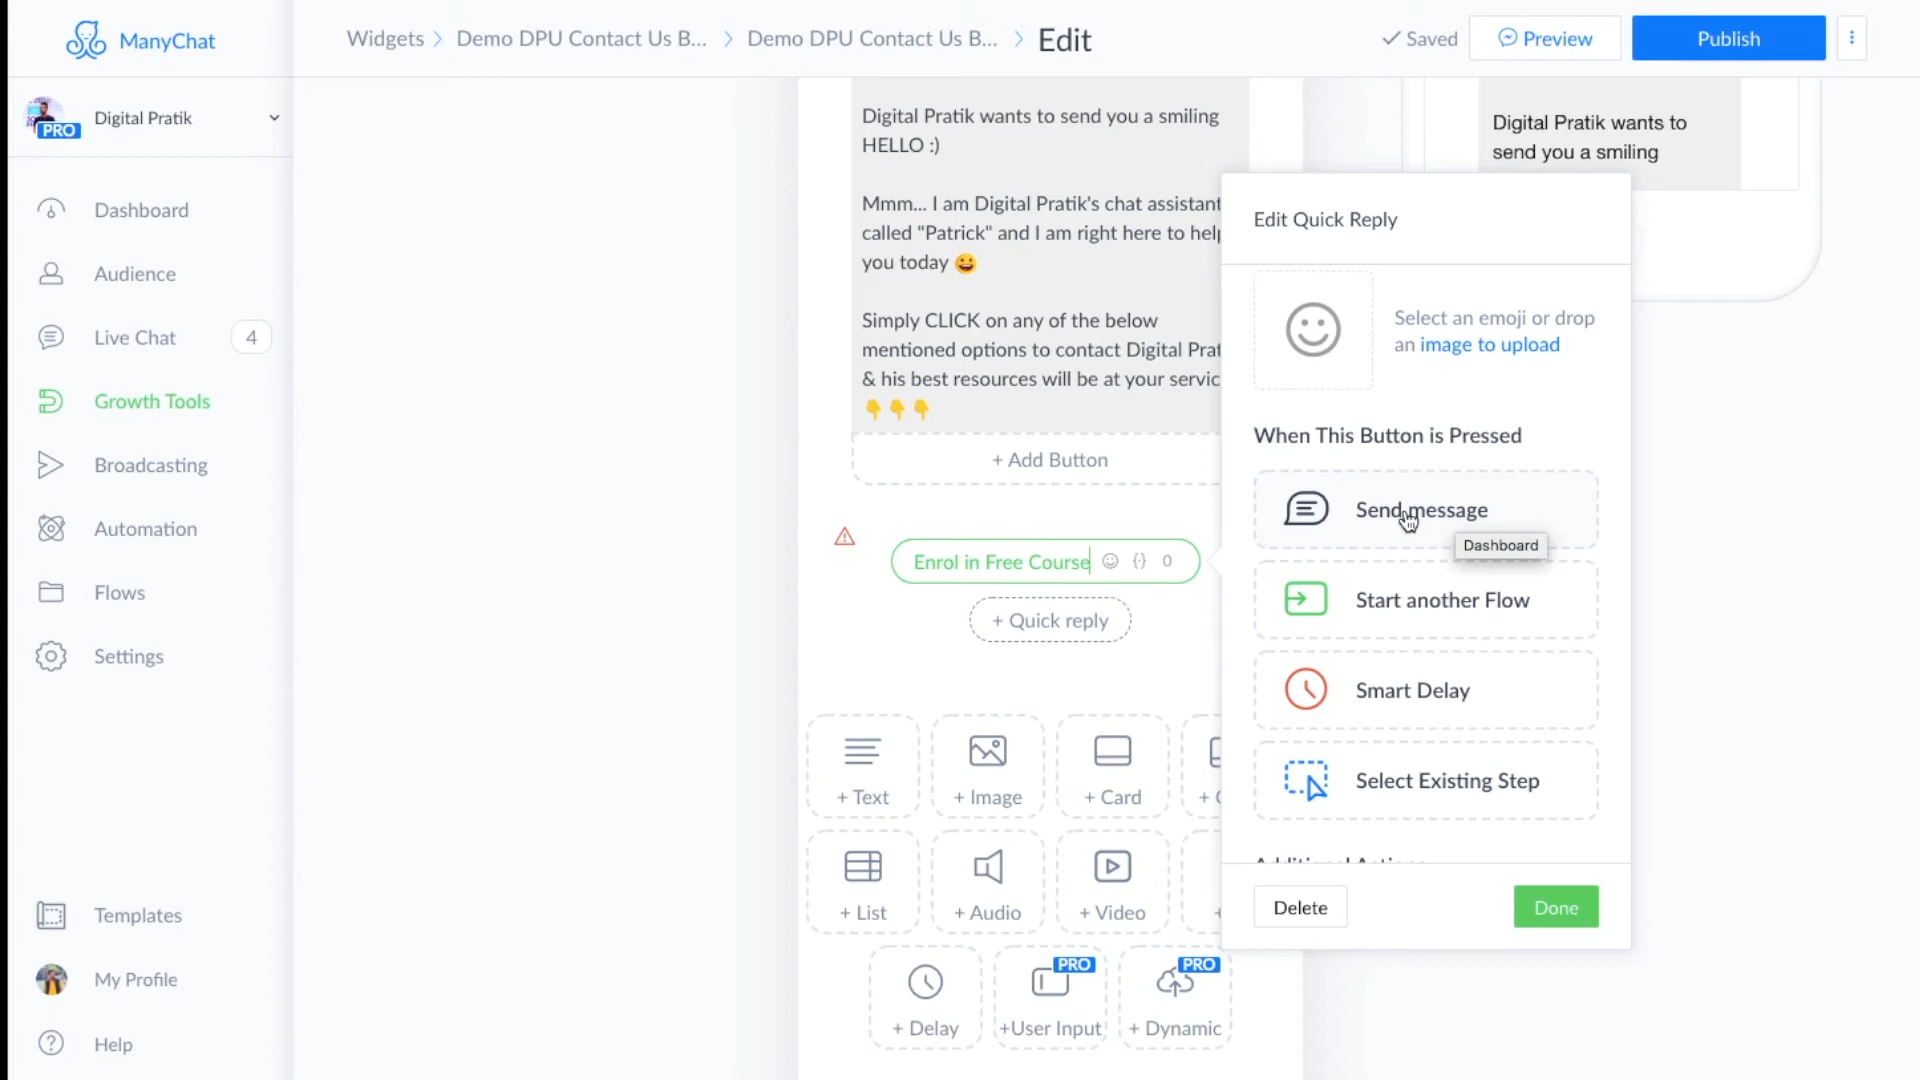 ManyChat
Widgets
Demo DPU Contact Us B...
Demo DPU Contact Us B...
Edit
Saved
Preview
Publish
PRO
Digital Pratik
Dashboard
Audience
Live Chat
4
Growth Tools
Broadcasting
Automation
Flows
Settings
Templates
My Profile
Help
Digital Pratik wants to send you a smiling
HELLO :)
Mmm... I am Digital Pratik's chat assistant
called "Patrick" and I am right here to help
you today 😀
Simply CLICK on any of the below
mentioned options to contact Digital Prat
& his best resources will be at your servic
👇👇👇
+ Add Button
Enrol in Free Course
0
+ Quick reply
+ Text
+ Image
+ Card
+ C
+ List
+ Audio
+ Video
+
+ Delay
PRO
+User Input
PRO
+ Dynamic
Digital Pratik wants to
send you a smiling
Edit Quick Reply
Select an emoji or drop
an image to upload
When This Button is Pressed
Send message
Dashboard
Start another Flow
Smart Delay
Select Existing Step
Additional Actions
Delete
Done